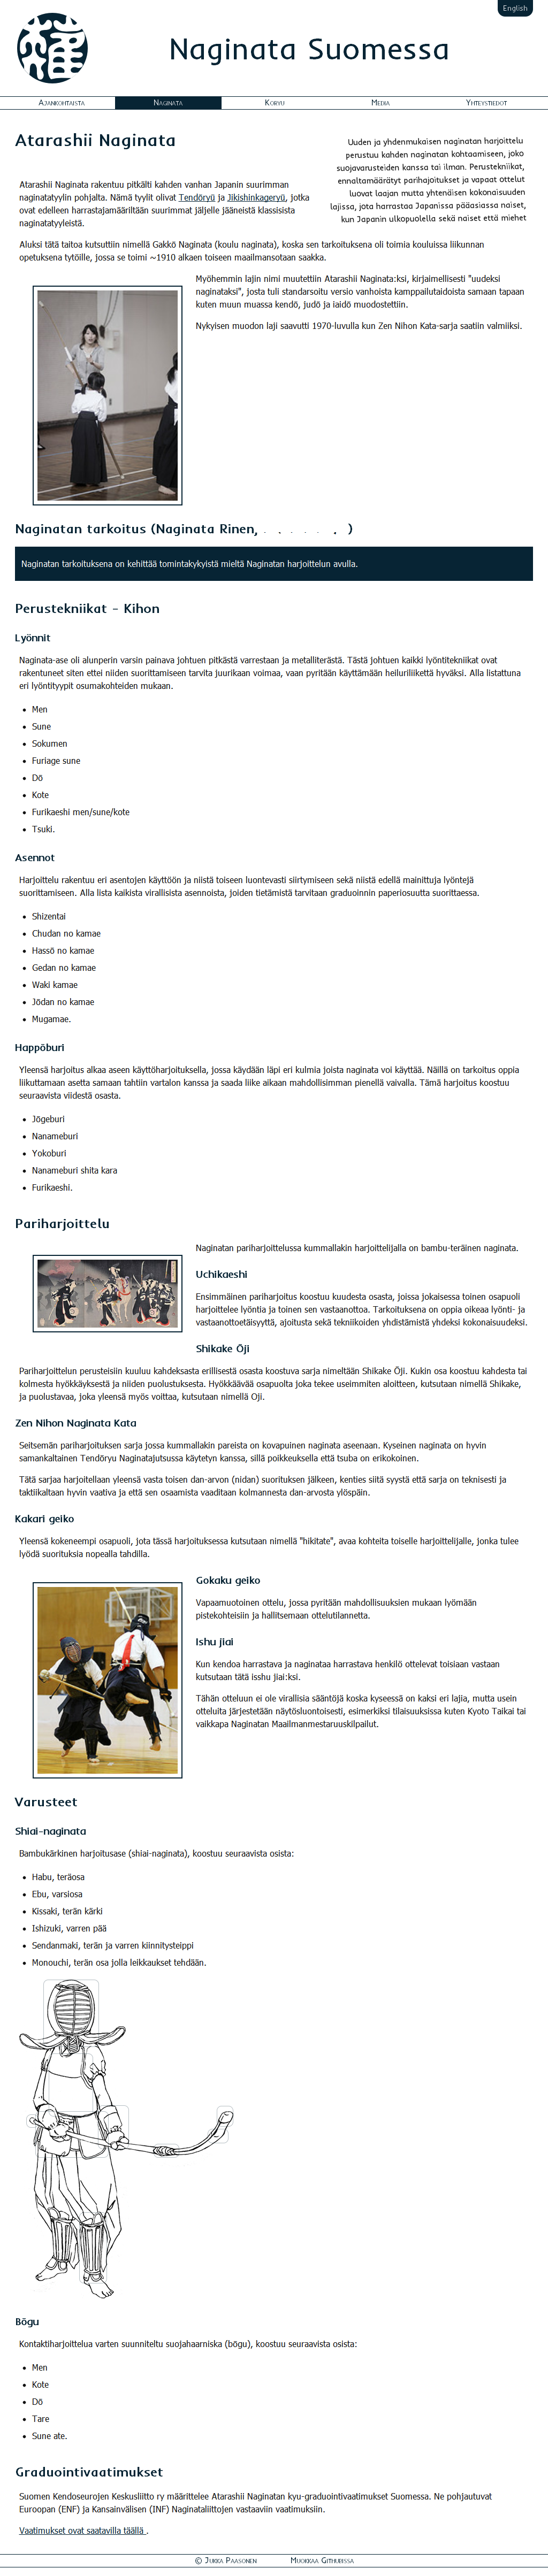 English
Naginata Suomessa
Ajankohtaista Naginata Koryu Media Yhteystiedot
Atarashii Naginata
Uuden ja yhdenmukaisen naginatan harjoittelu
perustuu kahden naginatan kohtaamiseen, joko
suojavarusteiden kanssa tai ilman. Perustekniikat,
ennaltamäärätyt parihajoitukset ja vapaat ottelut
luovat laajan mutta yhtenäisen kokonaisuuden
lajissa, jota harrastaa Japanissa pääasiassa naiset,
kun Japanin ulkopuolella sekä naiset että miehet
Atarashii Naginata rakentuu pitkälti kahden vanhan Japanin suurimman
naginatatyylin pohjalta. Nämä tyylit olivat Tendōryū ja Jikishinkageryū, jotka
ovat edelleen harrastajamääriltään suurimmat jäljelle jääneistä klassisista
naginatatyyleistä.
Aluksi tätä taitoa kutsuttiin nimellä Gakkō Naginata (koulu naginata), koska sen tarkoituksena oli toimia kouluissa liikunnan
opetuksena tytöille, jossa se toimi ~1910 alkaen toiseen maailmansotaan saakka.
Myöhemmin lajin nimi muutettiin Atarashii Naginata:ksi, kirjaimellisesti "uudeksi
naginataksi", josta tuli standarsoitu versio vanhoista kamppailutaidoista samaan tapaan
kuten muun muassa kendō, judō ja iaidō muodostettiin.
Nykyisen muodon laji saavutti 1970-luvulla kun Zen Nihon Kata-sarja saatiin valmiiksi.
Naginatan tarkoitus (Naginata Rinen, )
Naginatan tarkoituksena on kehittää tomintakykyistä mieltä Naginatan harjoittelun avulla.
Perustekniikat - Kihon
Lyönnit
Naginata-ase oli alunperin varsin painava johtuen pitkästä varrestaan ja metalliterästä. Tästä johtuen kaikki lyöntitekniikat ovat
rakentuneet siten ettei niiden suorittamiseen tarvita juurikaan voimaa, vaan pyritään käyttämään heiluriliikettä hyväksi. Alla listattuna
eri lyöntityypit osumakohteiden mukaan.
• Men
• Sune
• Sokumen
• Furiage sune
• Dō
• Kote
• Furikaeshi men/sune/kote
• Tsuki.
Asennot
Harjoittelu rakentuu eri asentojen käyttöön ja niistä toiseen luontevasti siirtymiseen sekä niistä edellä mainittuja lyöntejä
suorittamiseen. Alla lista kaikista virallisista asennoista, joiden tietämistä tarvitaan graduoinnin paperiosuutta suorittaessa.
• Shizentai
• Chudan no kamae
• Hassō no kamae
• Gedan no kamae
• Waki kamae
• Jōdan no kamae
• Mugamae.
Happōburi
Yleensä harjoitus alkaa aseen käyttöharjoituksella, jossa käydään läpi eri kulmia joista naginata voi käyttää. Näillä on tarkoitus oppia
liikuttamaan asetta samaan tahtiin vartalon kanssa ja saada liike aikaan mahdollisimman pienellä vaivalla. Tämä harjoitus koostuu
seuraavista viidestä osasta.
• Jōgeburi
• Nanameburi
• Yokoburi
• Nanameburi shita kara
• Furikaeshi.
Pariharjoittelu
Naginatan pariharjoittelussa kummallakin harjoittelijalla on bambu-teräinen naginata.
Uchikaeshi
Ensimmäinen pariharjoitus koostuu kuudesta osasta, joissa jokaisessa toinen osapuoli
harjoittelee lyöntia ja toinen sen vastaanottoa. Tarkoituksena on oppia oikeaa lyönti- ja
vastaanottoetäisyyttä, ajoitusta sekä tekniikoiden yhdistämistä yhdeksi kokonaisuudeksi.
Shikake Ōji
Pariharjoittelun perusteisiin kuuluu kahdeksasta erillisestä osasta koostuva sarja nimeltään Shikake Ōji. Kukin osa koostuu kahdesta tai
kolmesta hyökkäyksestä ja niiden puolustuksesta. Hyökkäävää osapuolta joka tekee useimmiten aloitteen, kutsutaan nimellä Shikake,
ja puolustavaa, joka yleensä myös voittaa, kutsutaan nimellä Oji.
Zen Nihon Naginata Kata
Seitsemän pariharjoituksen sarja jossa kummallakin pareista on kovapuinen naginata aseenaan. Kyseinen naginata on hyvin
samankaltainen Tendōryu Naginatajutsussa käytetyn kanssa, sillä poikkeuksella että tsuba on erikokoinen.
Tätä sarjaa harjoitellaan yleensä vasta toisen dan-arvon (nidan) suorituksen jälkeen, kenties siitä syystä että sarja on teknisesti ja
taktiikaltaan hyvin vaativa ja että sen osaamista vaaditaan kolmannesta dan-arvosta ylöspäin.
Kakari geiko
Yleensä kokeneempi osapuoli, jota tässä harjoituksessa kutsutaan nimellä "hikitate", avaa kohteita toiselle harjoittelijalle, jonka tulee
lyödä suorituksia nopealla tahdilla.
Gokaku geiko
Vapaamuotoinen ottelu, jossa pyritään mahdollisuuksien mukaan lyömään
pistekohteisiin ja hallitsemaan ottelutilannetta.
Ishu jiai
Kun kendoa harrastava ja naginataa harrastava henkilö ottelevat toisiaan vastaan
kutsutaan tätä isshu jiai:ksi.
Tähän otteluun ei ole virallisia sääntöjä koska kyseessä on kaksi eri lajia, mutta usein
otteluita järjestetään näytösluontoisesti, esimerkiksi tilaisuuksissa kuten Kyoto Taikai tai
vaikkapa Naginatan Maailmanmestaruuskilpailut.
Varusteet
Shiai-naginata
Bambukärkinen harjoitusase (shiai-naginata), koostuu seuraavista osista:
• Habu, teräosa
• Ebu, varsiosa
• Kissaki, terän kärki
• Ishizuki, varren pää
• Sendanmaki, terän ja varren kiinnitysteippi
• Monouchi, terän osa jolla leikkaukset tehdään.
Bōgu
Kontaktiharjoittelua varten suunniteltu suojahaarniska (bōgu), koostuu seuraavista osista:
• Men
• Kote
• Dō
• Tare
• Sune ate.
Graduointivaatimukset
Suomen Kendoseurojen Keskusliitto ry määrittelee Atarashii Naginatan kyu-graduointivaatimukset Suomessa. Ne pohjautuvat
Euroopan (ENF) ja Kansainvälisen (INF) Naginataliittojen vastaaviin vaatimuksiin.
Vaatimukset ovat saatavilla täällä .
© Jukka Paasonen Muokkaa Githubissa